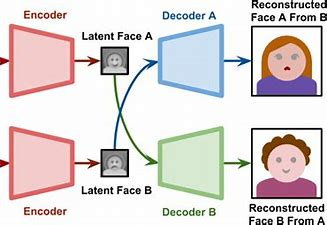 Encoder
Latent Face A
Decoder A
Reconstructed
Face A From B
Encoder
Latent Face B
Decoder B
Reconstructed
Face B From A